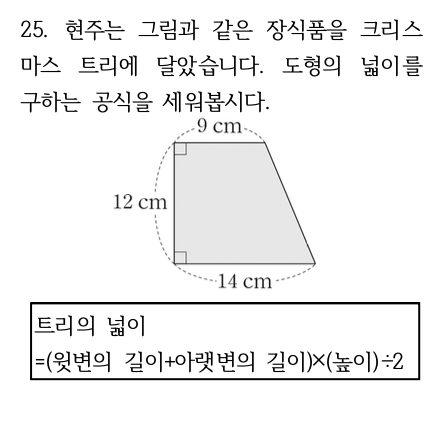 25. 현주는 그림과 같은 장식품을 크리스
마스 트리에 달았습니다. 도형의 넓이를
구하는 공식을 세워봅시다.
9 cm
12 cm
14 cm
트리의 넓이
=(윗변의 길이+아랫변의 길이)×(높이)÷2